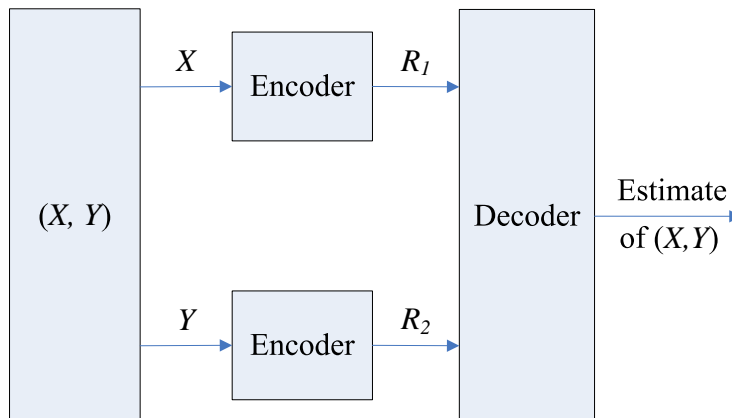 X
Encoder
R₁
(X, Y)
Decoder
Estimate
of (X,Y)
Y
Encoder
R₂